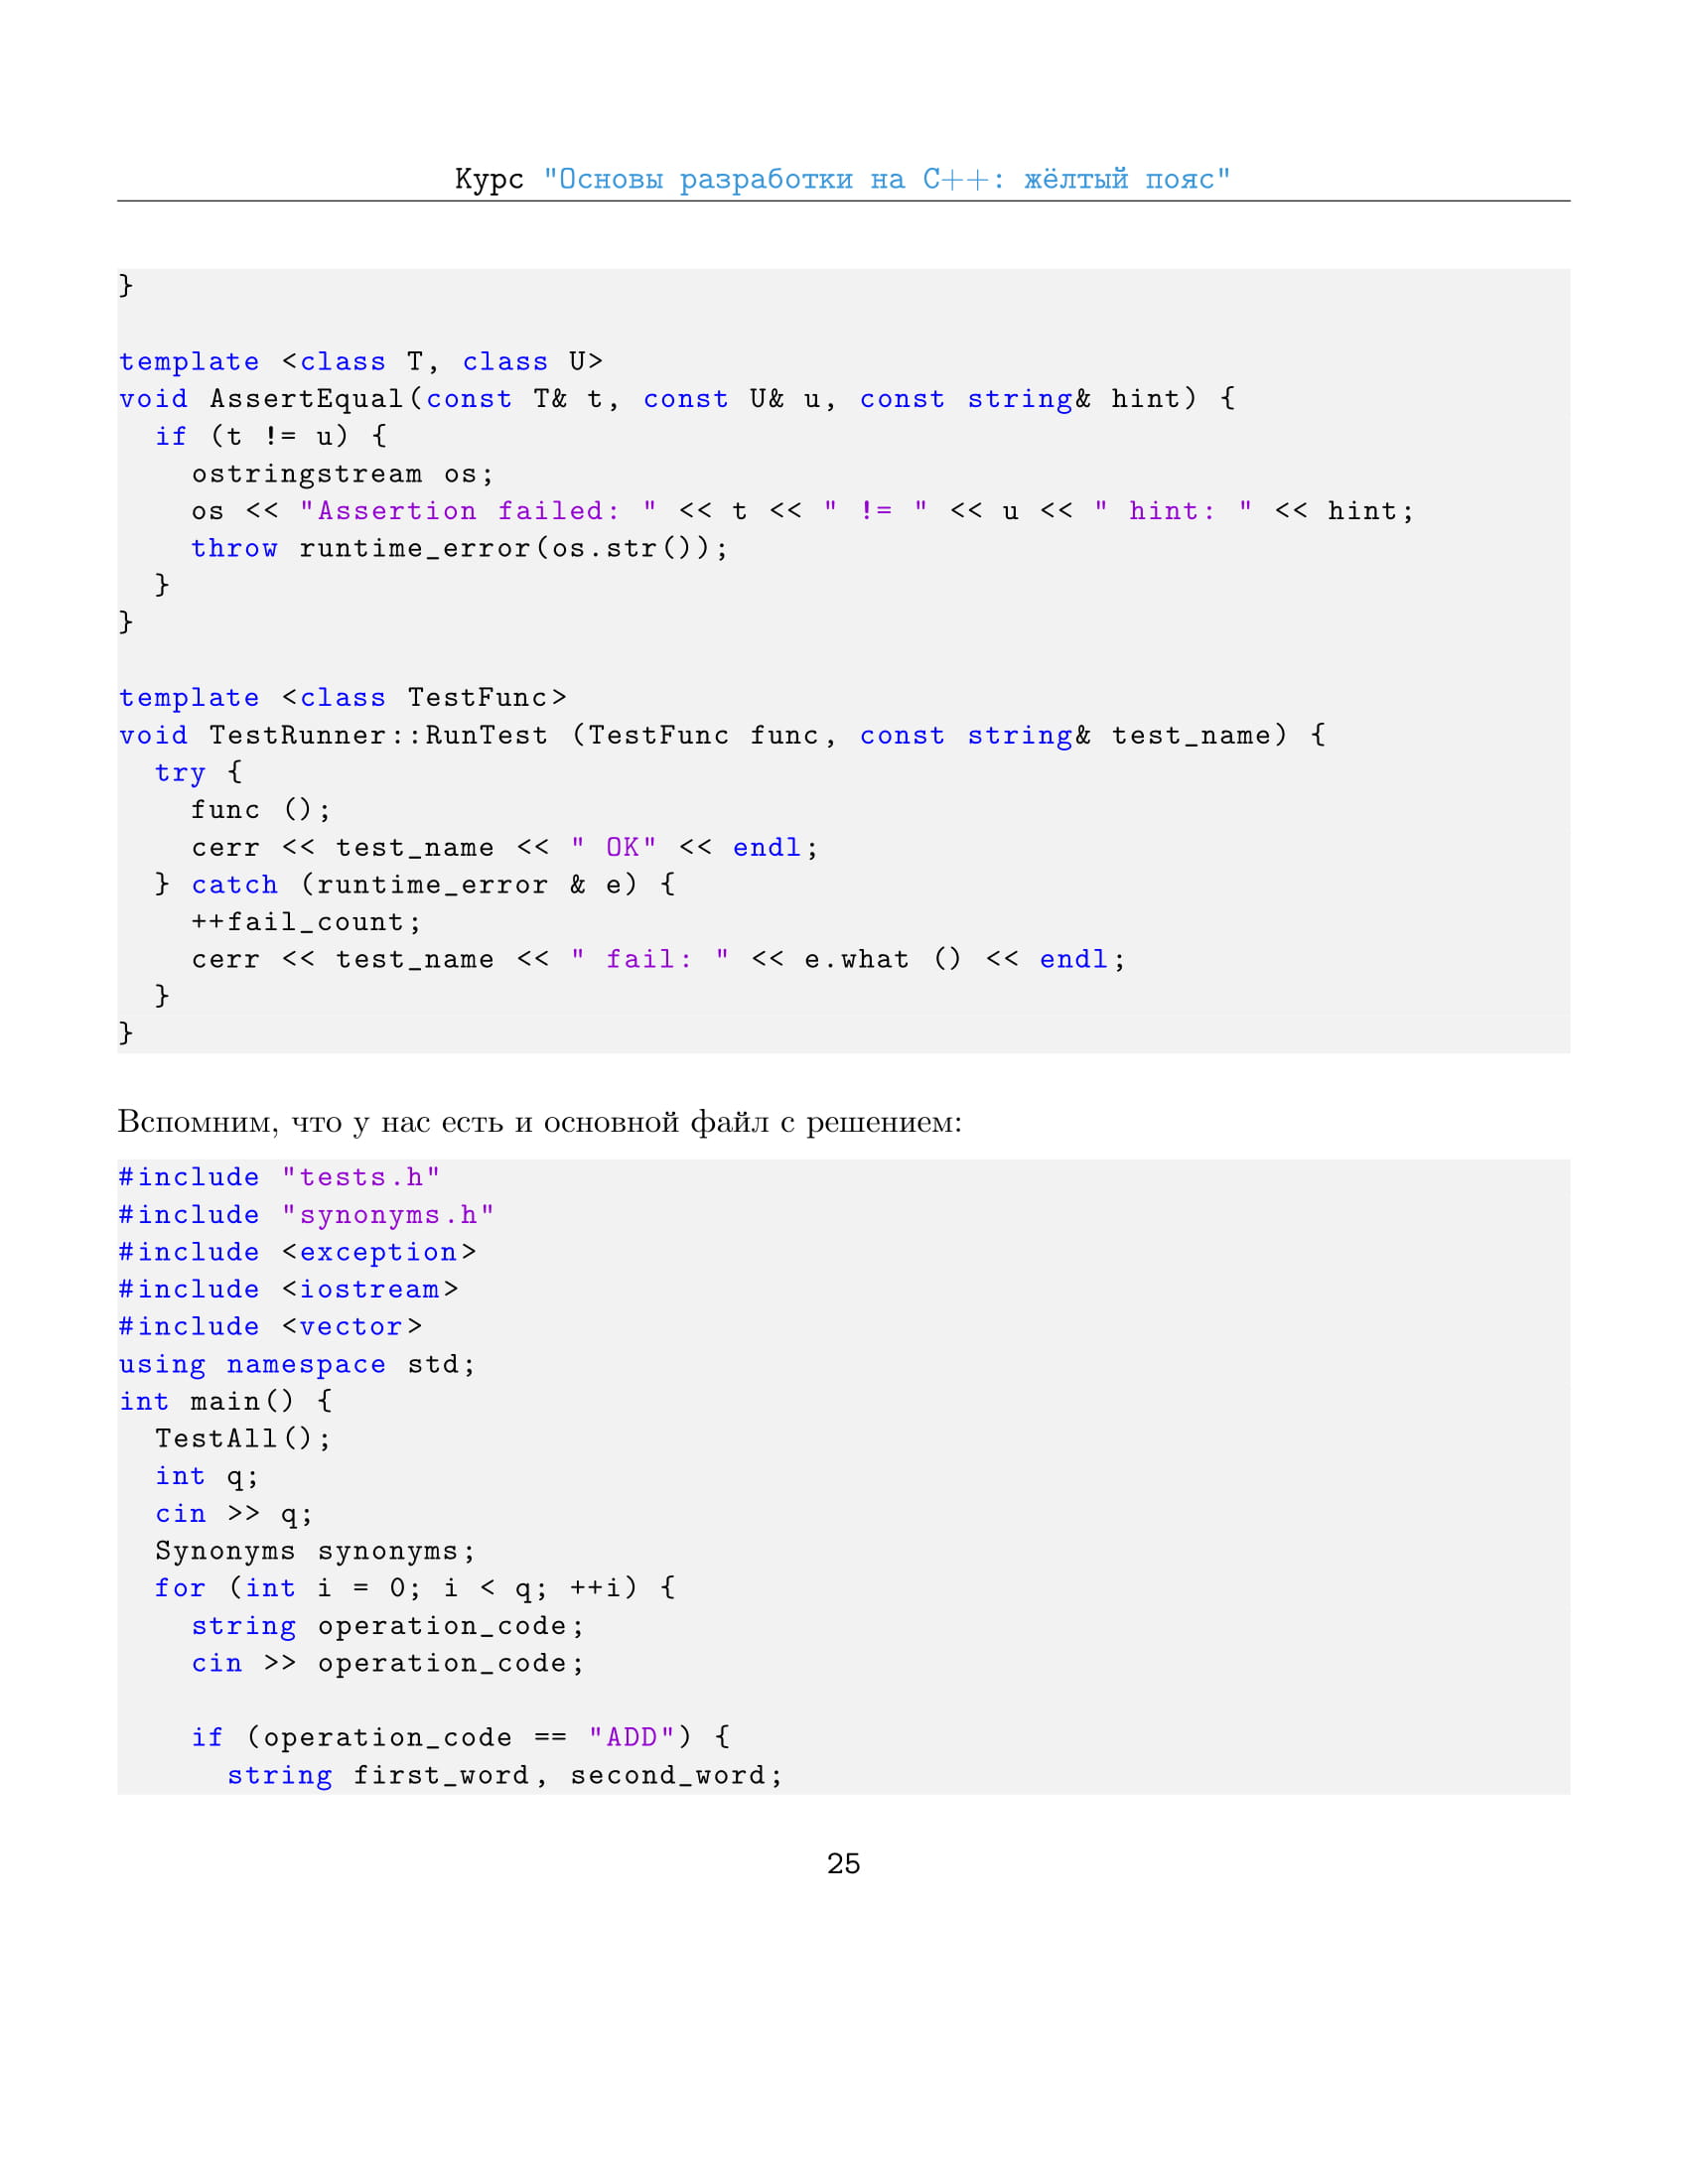 Курс "Основы разработки на C++: жёлтый пояс"
}

template <class T, class U>
void AssertEqual(const T& t, const U& u, const string& hint) {
  if (t != u) {
    ostringstream os;
    os << "Assertion failed: " << t << " != " << u << " hint: " << hint;
    throw runtime_error(os.str());
  }
}

template <class TestFunc>
void TestRunner::RunTest (TestFunc func, const string& test_name) {
  try {
    func ();
    cerr << test_name << " OK" << endl;
  } catch (runtime_error & e) {
    ++fail_count;
    cerr << test_name << " fail: " << e.what () << endl;
  }
}

Вспомним, что у нас есть и основной файл с решением:
#include "tests.h"
#include "synonyms.h"
#include <exception>
#include <iostream>
#include <vector>
using namespace std;
int main() {
  TestAll();
  int q;
  cin >> q;
  Synonyms synonyms;
  for (int i = 0; i < q; ++i) {
    string operation_code;
    cin >> operation_code;

    if (operation_code == "ADD") {
      string first_word, second_word;
25